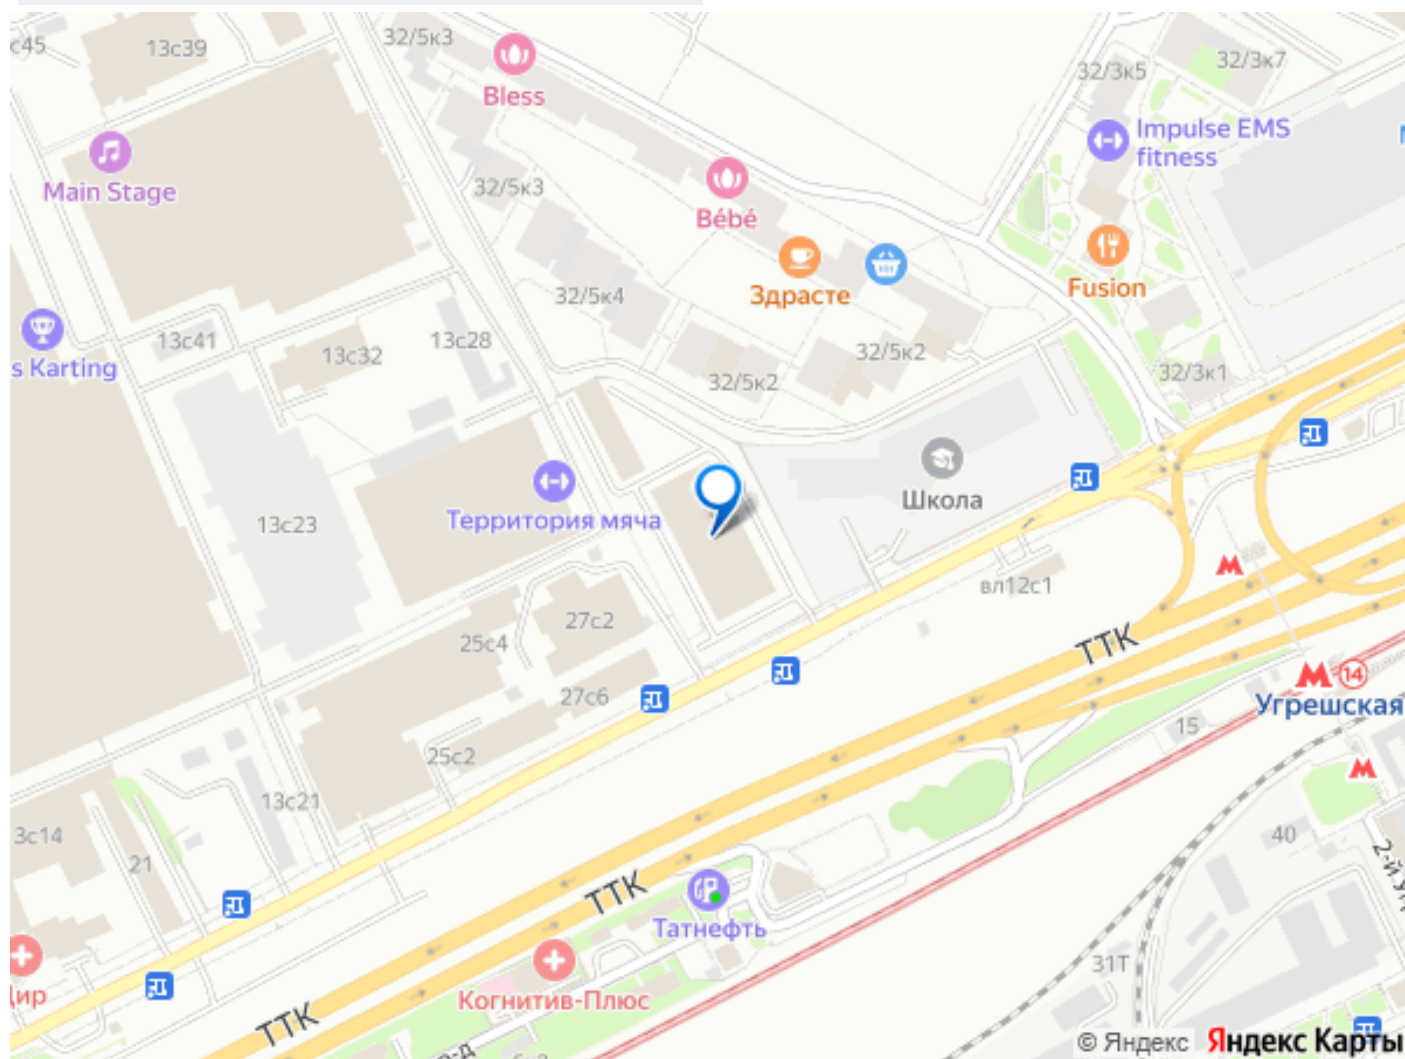 с45
13с39
32/5к3
Bless
32/3к5
32/3к7
Impulse EMS
fitness
Main Stage
32/5к3
Bébé
Fusion
32/5к4
Здрасте
s Karting
13с41
13с32
13с28
32/5к2
32/5к2
32/3к1
Территория мяча
Школа
13с23
вл12с1
25с4
27с2
ТТК
14
Угрешская
27с6
15
25с2
13с21
3с14
21
40
2-й Уг
ТТК
Татнефть
31Т
Когнитив-Плюс
ир
ТТК
© Яндекс Яндекс Карты